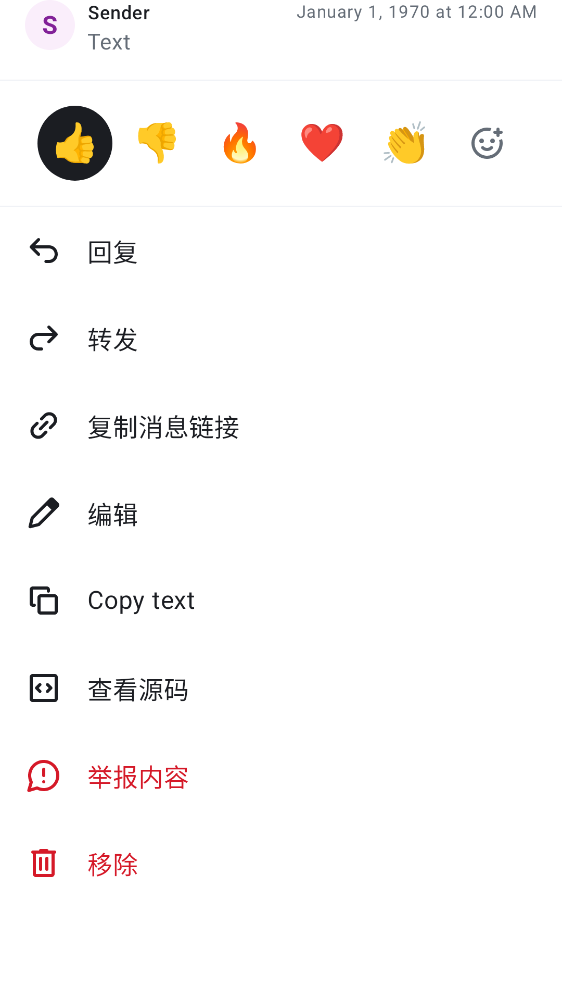 S
Sender
January 1, 1970 at 12:00 AM
Text
回复
转发
复制消息链接
编辑
Copy text
查看源码
举报内容
移除